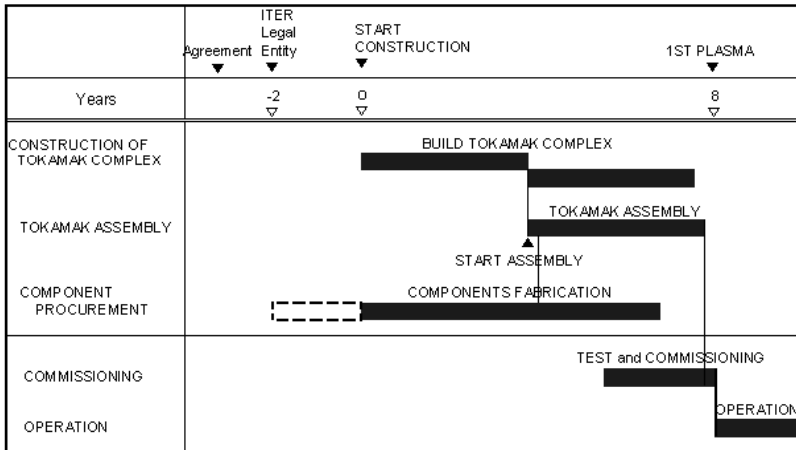 ITER
Legal
Entity
START
CONSTRUCTION
Agreement
1ST PLASMA
Years
-2
0
8
CONSTRUCTION OF
TOKAMAK COMPLEX
BUILD TOKAMAK COMPLEX
TOKAMAK ASSEMBLY
TOKAMAK ASSEMBLY
START ASSEMBLY
COMPONENT
PROCUREMENT
COMPONENTS FABRICATION
TEST and COMMISSIONING
COMMISSIONING
OPERATION
OPERATION